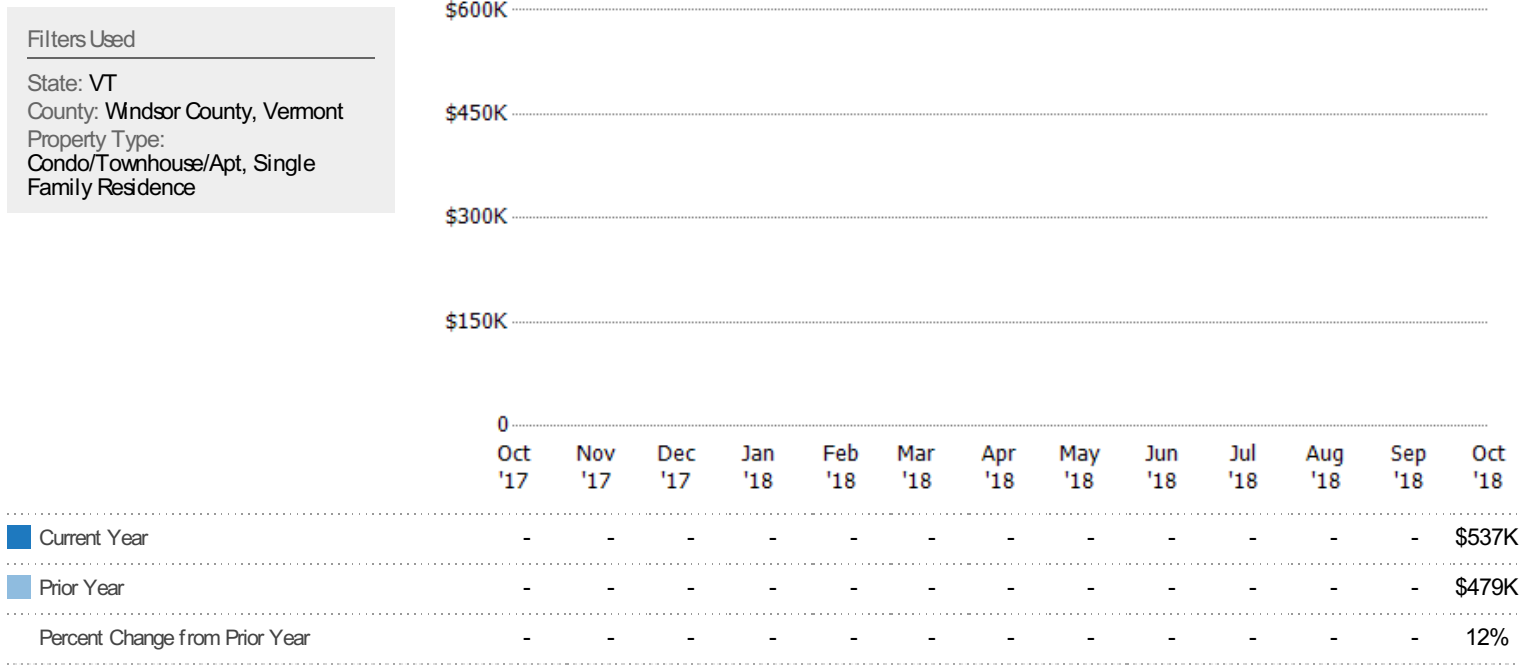 Filters Used
State: VT
County: Windsor County, Vermont
Property Type:
Condo/Townhouse/Apt, Single
Family Residence
$600K
$450K
$300K
$150K
0
Oct Nov Dec Jan Feb Mar Apr May Jun Jul Aug Sep Oct
'17 '17 '17 '18 '18 '18 '18 '18 '18 '18 '18 '18 '18
Current Year - - - - - - - - - - - - $537K
Prior Year - - - - - - - - - - - - $479K
Percent Change from Prior Year - - - - - - - - - - - - 12%